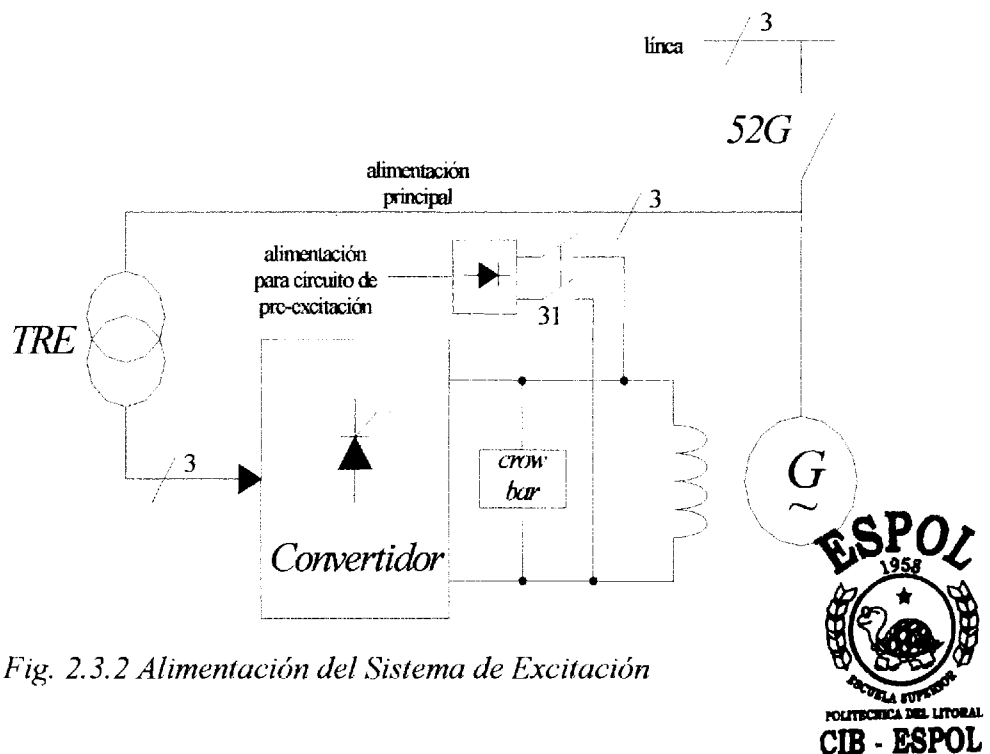 línea
3
52G
alimentación
principal
3
alimentación
para circuito de
pre-excitación
31
TRE
3
crow
bar
Convertidor
G
~
ESPOL
1958
ESCUELA SUPERIOR
POLITECNICA DEL LITORAL
CIB - ESPOL
Fig. 2.3.2 Alimentación del Sistema de Excitación